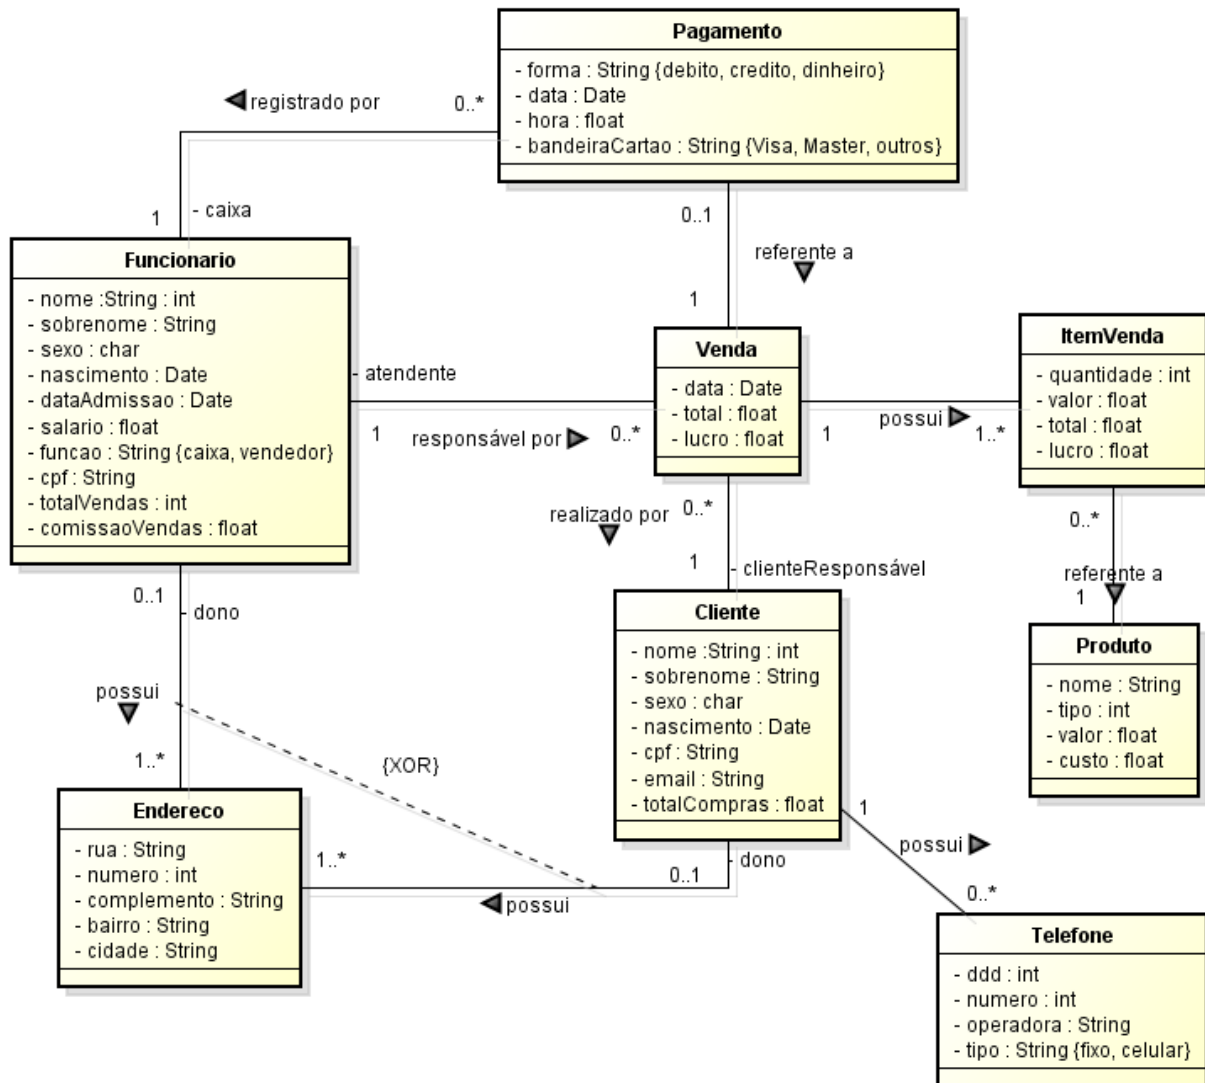 Pagamento
- forma : String {debito, credito, dinheiro}
- data : Date
- hora : float
- bandeiraCartao : String {Visa, Master, outros}
registrado por
0..*
1
- caixa
0..1
referente a
1
Funcionario
- nome :String : int
- sobrenome : String
- sexo : char
- nascimento : Date
- dataAdmissao : Date
- salario : float
- funcao : String {caixa, vendedor}
- cpf : String
- totalVendas : int
- comissaoVendas : float
- atendente
1
responsável por
0..*
Venda
- data : Date
- total : float
- lucro : float
1
possui
1..*
ItemVenda
- quantidade : int
- valor : float
- total : float
- lucro : float
0..*
referente a
1
Produto
- nome : String
- tipo : int
- valor : float
- custo : float
0..*
realizado por
1
- clienteResponsável
Cliente
- nome :String : int
- sobrenome : String
- sexo : char
- nascimento : Date
- cpf : String
- email : String
- totalCompras : float
0..1
- dono
possui
1..*
{XOR}
Endereco
- rua : String
- numero : int
- complemento : String
- bairro : String
- cidade : String
1..*
possui
0..1
- dono
1
possui
0..*
Telefone
- ddd : int
- numero : int
- operadora : String
- tipo : String {fixo, celular}